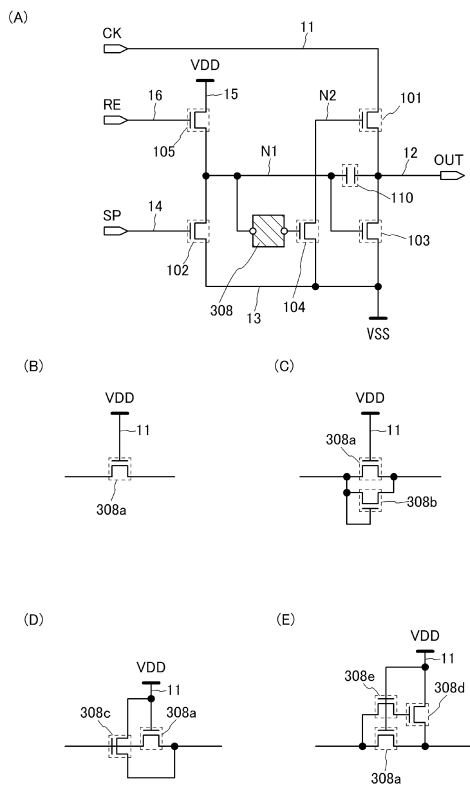 (A)
CK
11
VDD
RE
16
15
N2
101
105
N1
12
OUT
SP
14
110
102
308
104
103
13
VSS
(B)
VDD
11
308a
(C)
VDD
11
308a
308b
(D)
VDD
11
308c
308a
(E)
VDD
11
308e
308d
308a